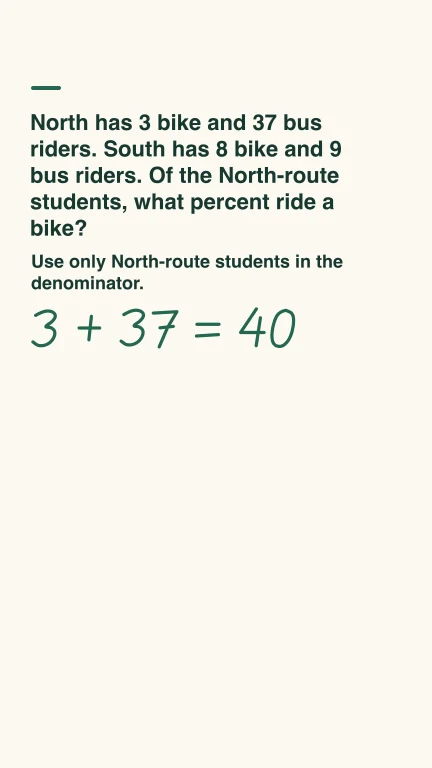 North has 3 bike and 37 bus
riders. South has 8 bike and 9
bus riders. Of the North-route
students, what percent ride a
bike?
Use only North-route students in the
denominator.
3 + 37 = 40